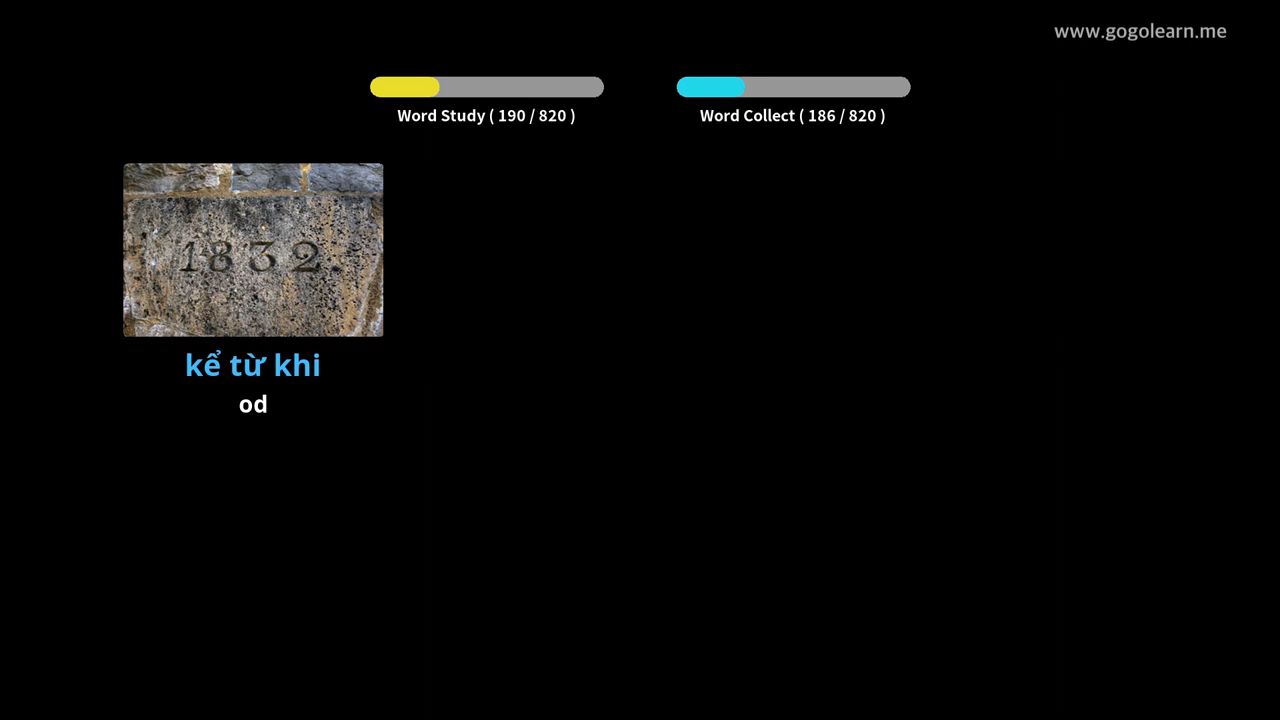 www.gogolearn.me
Word Study ( 190 / 820 )
Word Collect ( 186 / 820 )
1832.
kể từ khi
od